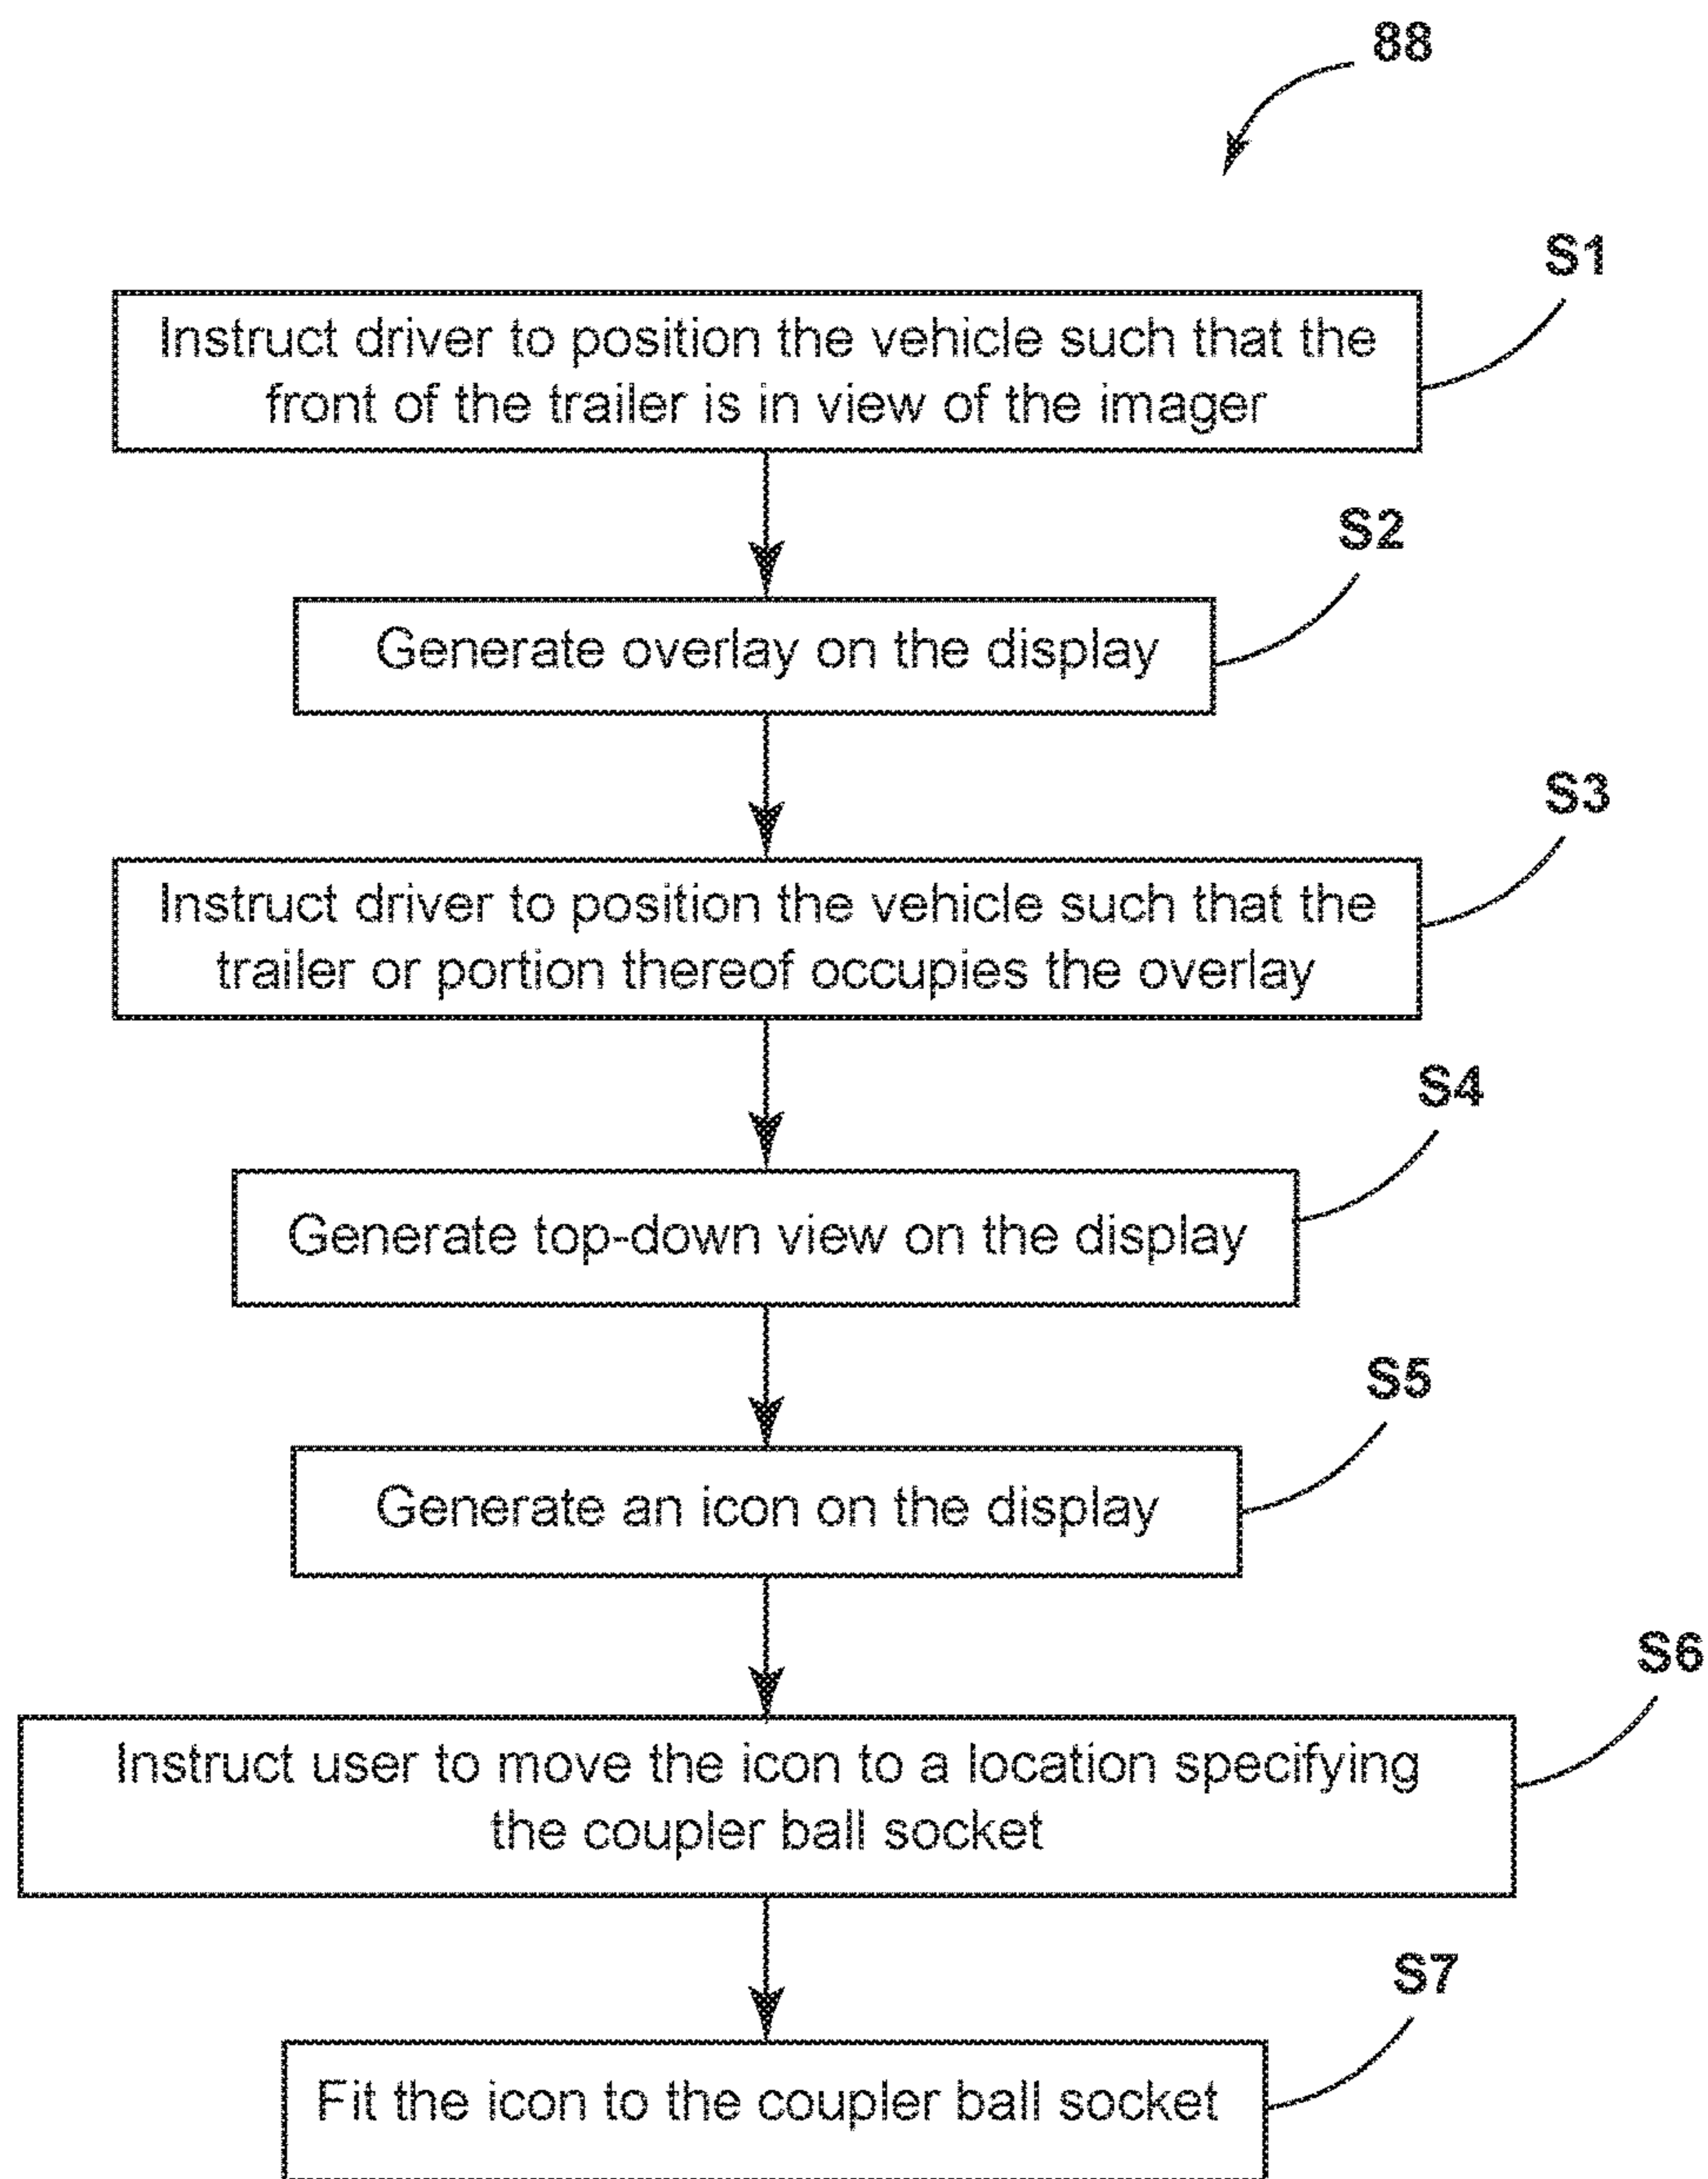 88
S1
Instruct driver to position the vehicle such that the
front of the trailer is in view of the imager
S2
Generate overlay on the display
S3
Instruct driver to position the vehicle such that the
trailer or portion thereof occupies the overlay
S4
Generate top-down view on the display
S5
Generate an icon on the display
S6
Instruct user to move the icon to a location specifying
the coupler ball socket
S7
Fit the icon to the coupler ball socket